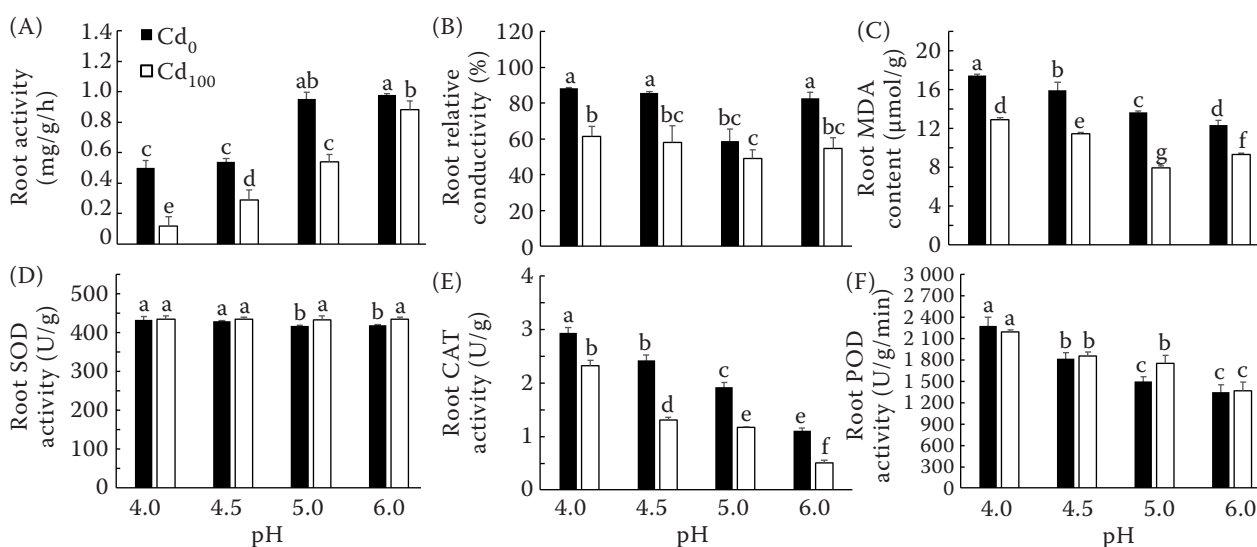 (A)
Root activity
(mg/g/h)
1.4
1.2
1.0
0.8
0.6
0.4
0.2
0
Cd0
Cd100
c
e
c
d
ab
c
a
b
(B)
Root relative
conductivity (%)
120
100
80
60
40
20
0
a
b
a
bc
bc
c
a
bc
(C)
Root MDA
content (µmol/g)
20
16
12
8
4
0
a
d
b
e
c
g
d
f
(D)
Root SOD
activity (U/g)
500
400
300
200
100
0
a
a
a
a
b
a
b
a
4.0
4.5
5.0
6.0
pH
(E)
Root CAT
activity (U/g)
4
3
2
1
0
a
b
b
d
c
e
e
f
4.0
4.5
5.0
6.0
pH
(F)
Root POD
activity (U/g/min)
3 000
2 700
2 400
2 100
1 800
1 500
1 200
900
600
300
0
a
a
b
b
c
b
c
c
4.0
4.5
5.0
6.0
pH